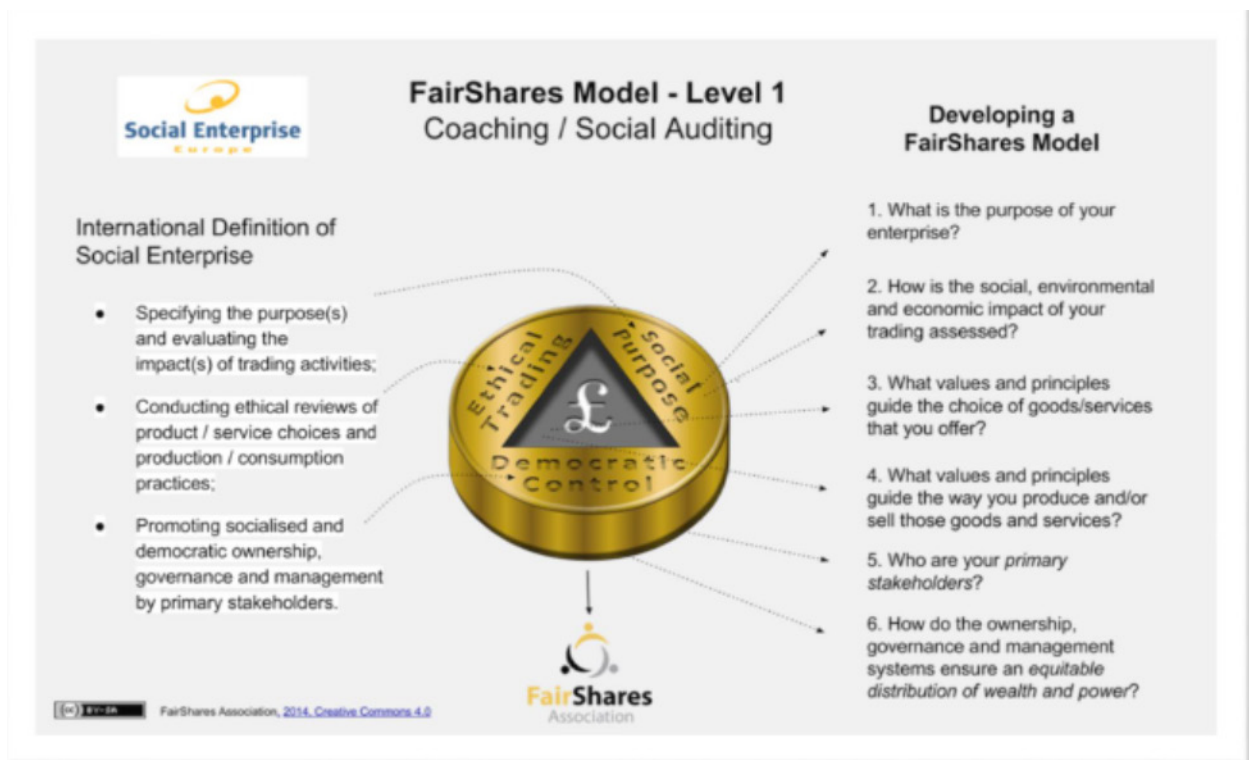 Social Enterprise
Europe
FairShares Model - Level 1
Coaching / Social Auditing
Developing a
FairShares Model
International Definition of
Social Enterprise
● Specifying the purpose(s)
and evaluating the
impact(s) of trading activities;
● Conducting ethical reviews of
product / service choices and
production / consumption
practices;
● Promoting socialised and
democratic ownership,
governance and management
by primary stakeholders.
Ethical
Trading
Social
Purpose
£
Democratic
Control
1. What is the purpose of your
enterprise?
2. How is the social, environmental
and economic impact of your
trading assessed?
3. What values and principles
guide the choice of goods/services
that you offer?
4. What values and principles
guide the way you produce and/or
sell those goods and services?
5. Who are your primary
stakeholders?
6. How do the ownership,
governance and management
systems ensure an equitable
distribution of wealth and power?
FairShares
Association
(cc) BY-SA
FairShares Association, 2014, Creative Commons 4.0